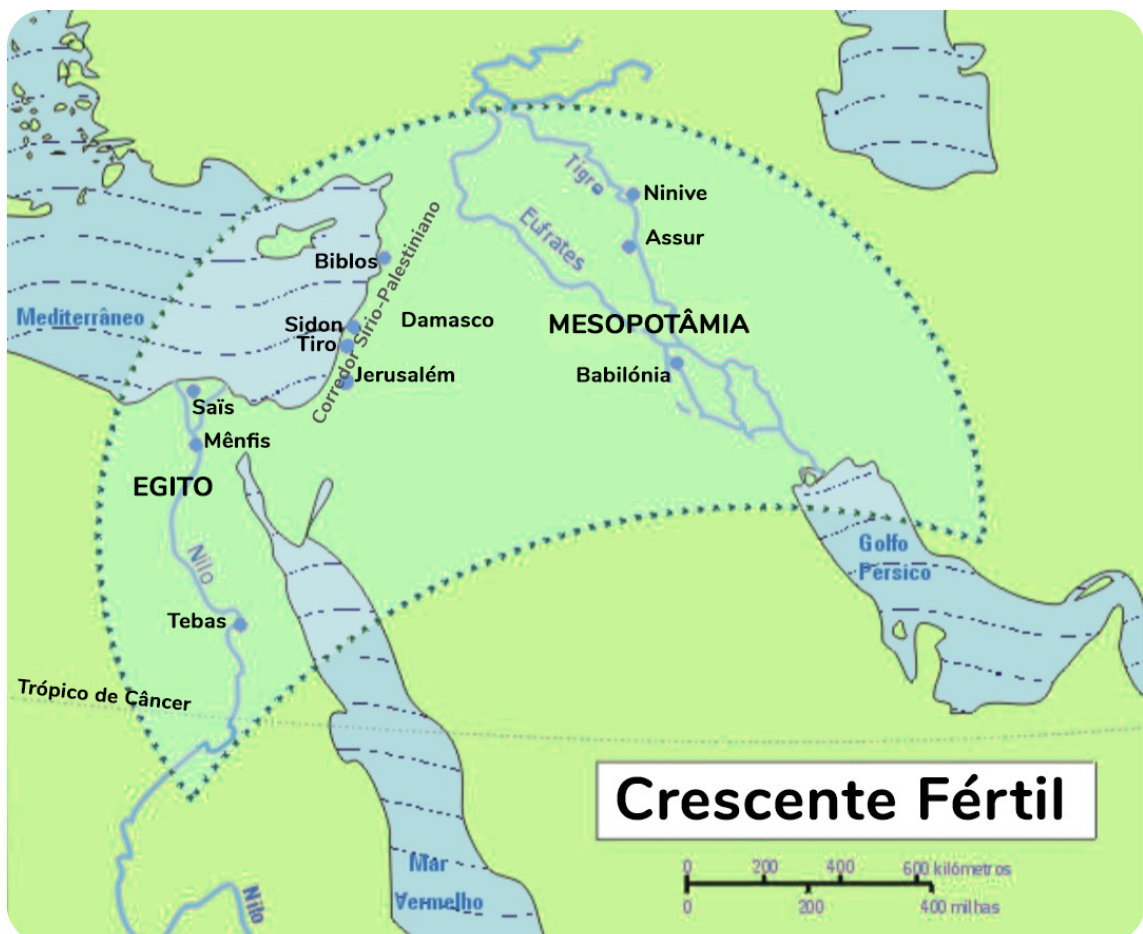 Tigre
Ninive
Eufrates
Assur
Biblos
Corredor Sírio-Palestiniano
Mediterrâneo
Sidon
Damasco
MESOPOTÂMIA
Tiro
Jerusalém
Babilónia
Saïs
Mênfis
EGITO
Nilo
Golfo
Pérsico
Tebas
Trópico de Câncer
Crescente Fértil
Mar
Vermelho
Nilo
0 200 400 600 kilómetros
0 200 400 milhas